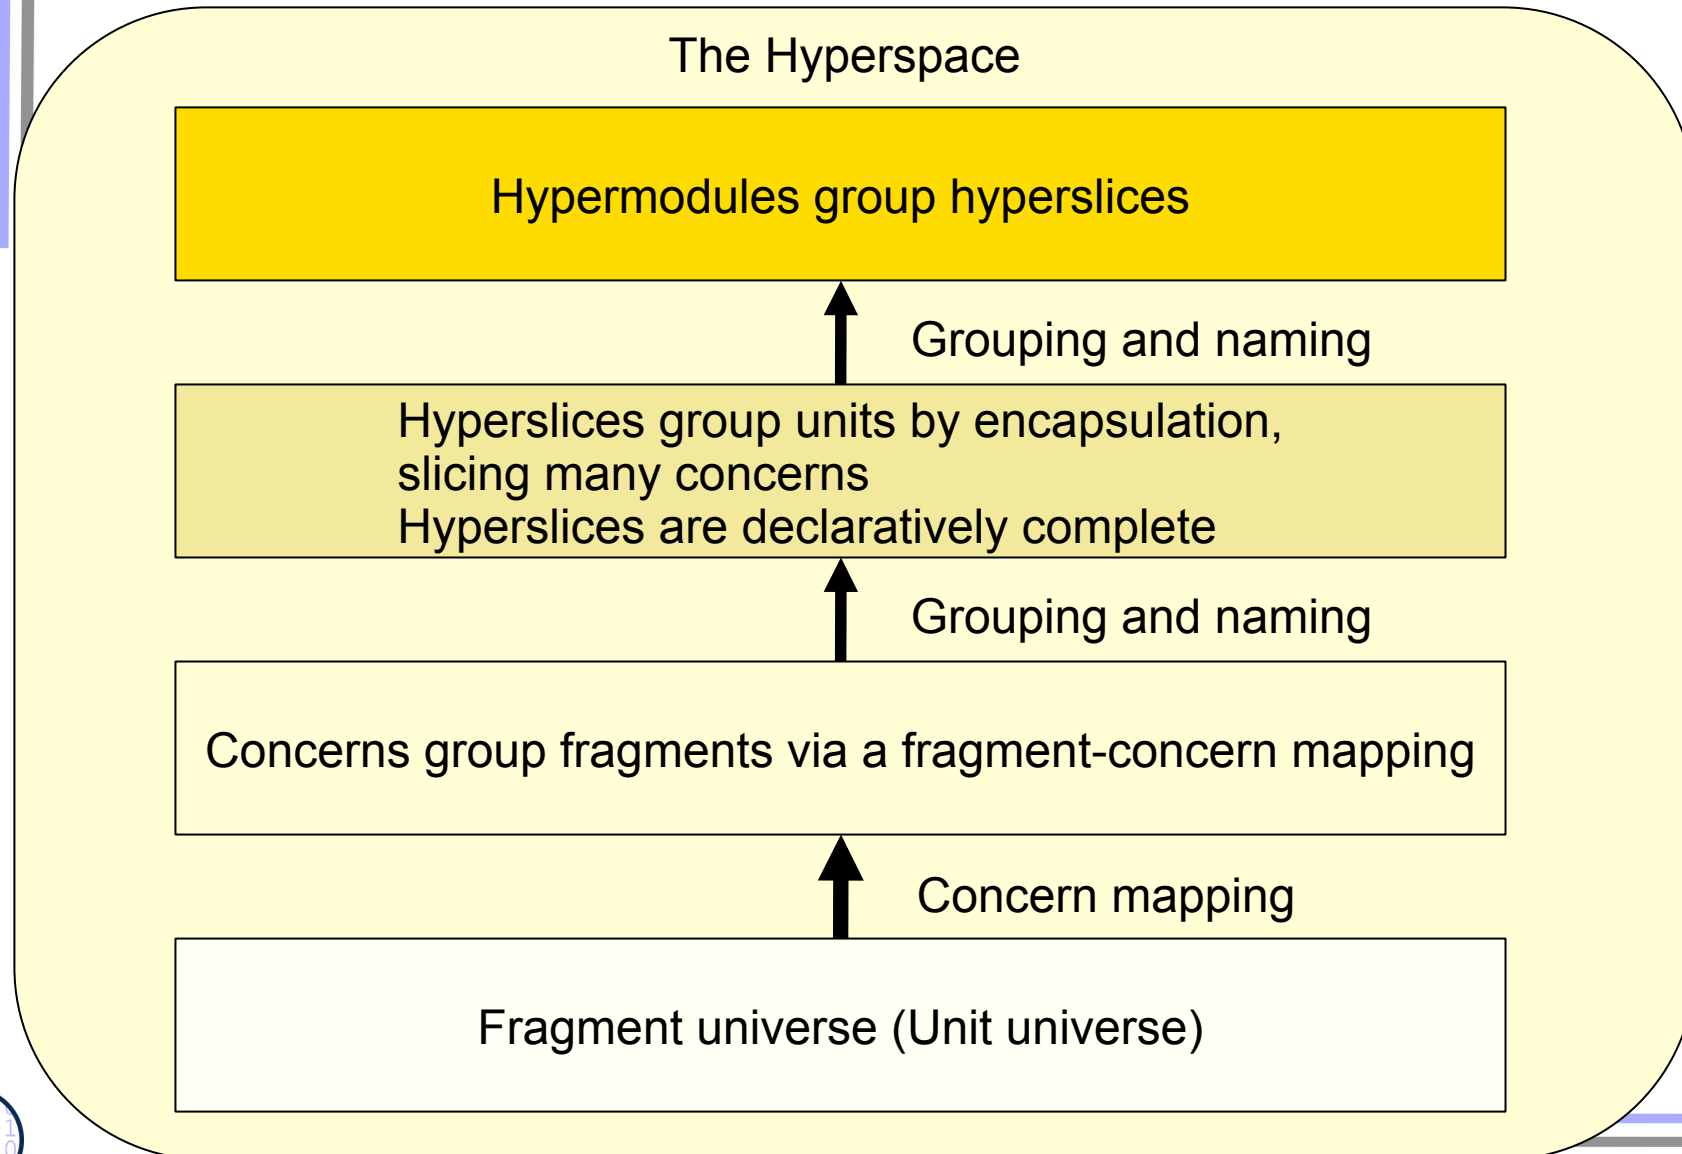 The Hyperspace
Hypermodules group hyperslices
Grouping and naming
Hyperslices group units by encapsulation,
slicing many concerns
Hyperslices are declaratively complete
Grouping and naming
Concerns group fragments via a fragment-concern mapping
Concern mapping
Fragment universe (Unit universe)